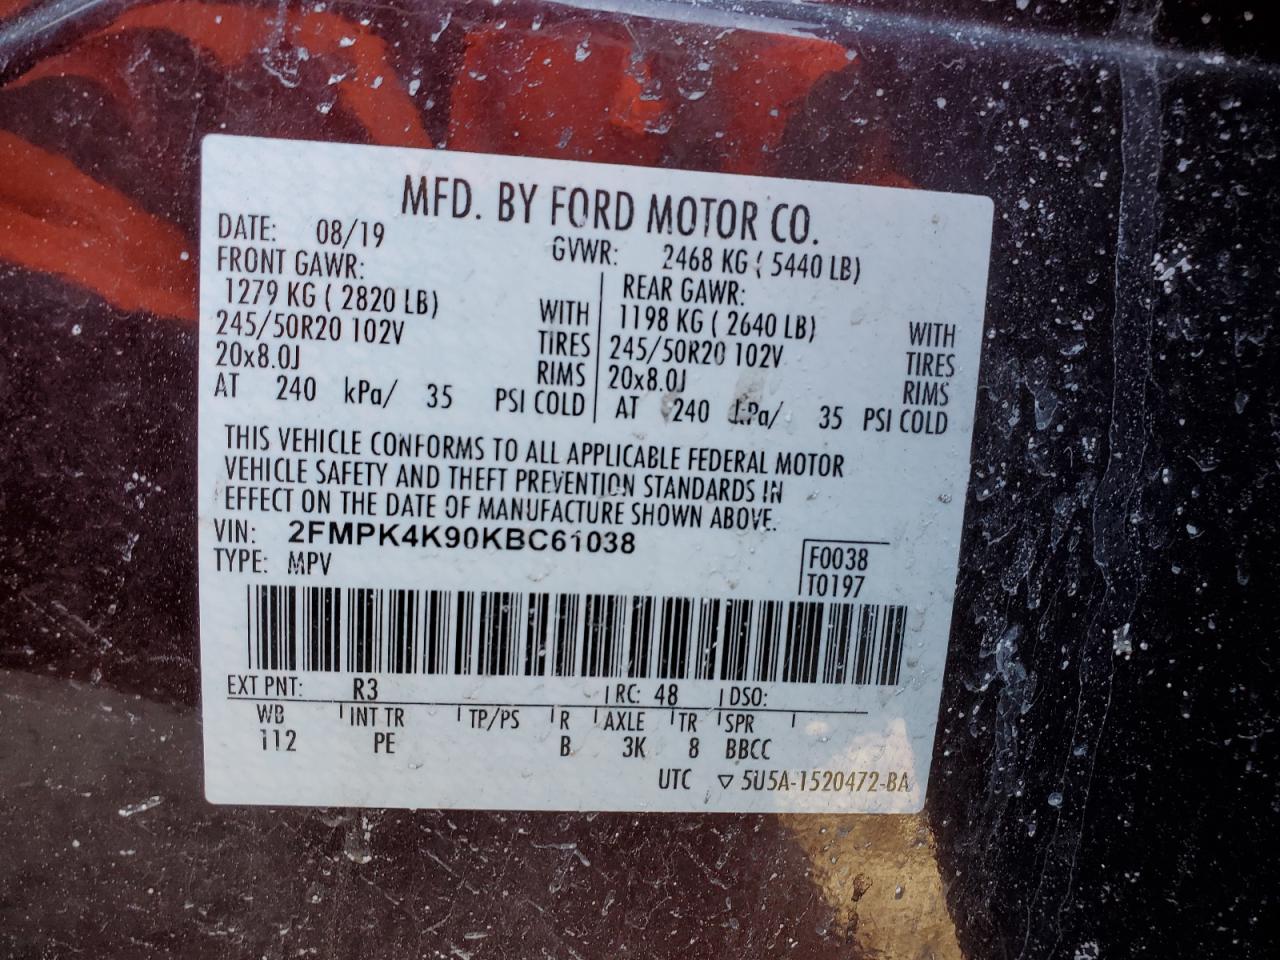 MFD. BY FORD MOTOR CO.
DATE: 08/19 GVWR: 2468 KG ( 5440 LB)
FRONT GAWR:
1279 KG ( 2820 LB) WITH
245/50R20 102V TIRES
20x8.0J RIMS
AT 240 kPa/ 35 PSI COLD
REAR GAWR:
1198 KG ( 2640 LB) WITH
245/50R20 102V TIRES
20x8.0J RIMS
AT 240 kPa/ 35 PSI COLD
THIS VEHICLE CONFORMS TO ALL APPLICABLE FEDERAL MOTOR
VEHICLE SAFETY AND THEFT PREVENTION STANDARDS IN
EFFECT ON THE DATE OF MANUFACTURE SHOWN ABOVE.
VIN: 2FMPK4K90KBC61038
TYPE: MPV
F0038
T0197
EXT PNT: R3 RC: 48 DSO:
WB INT TR TP/PS R AXLE TR SPR
112 PE B 3K 8 BBCC
UTC ▽ 5U5A-1520472-BA